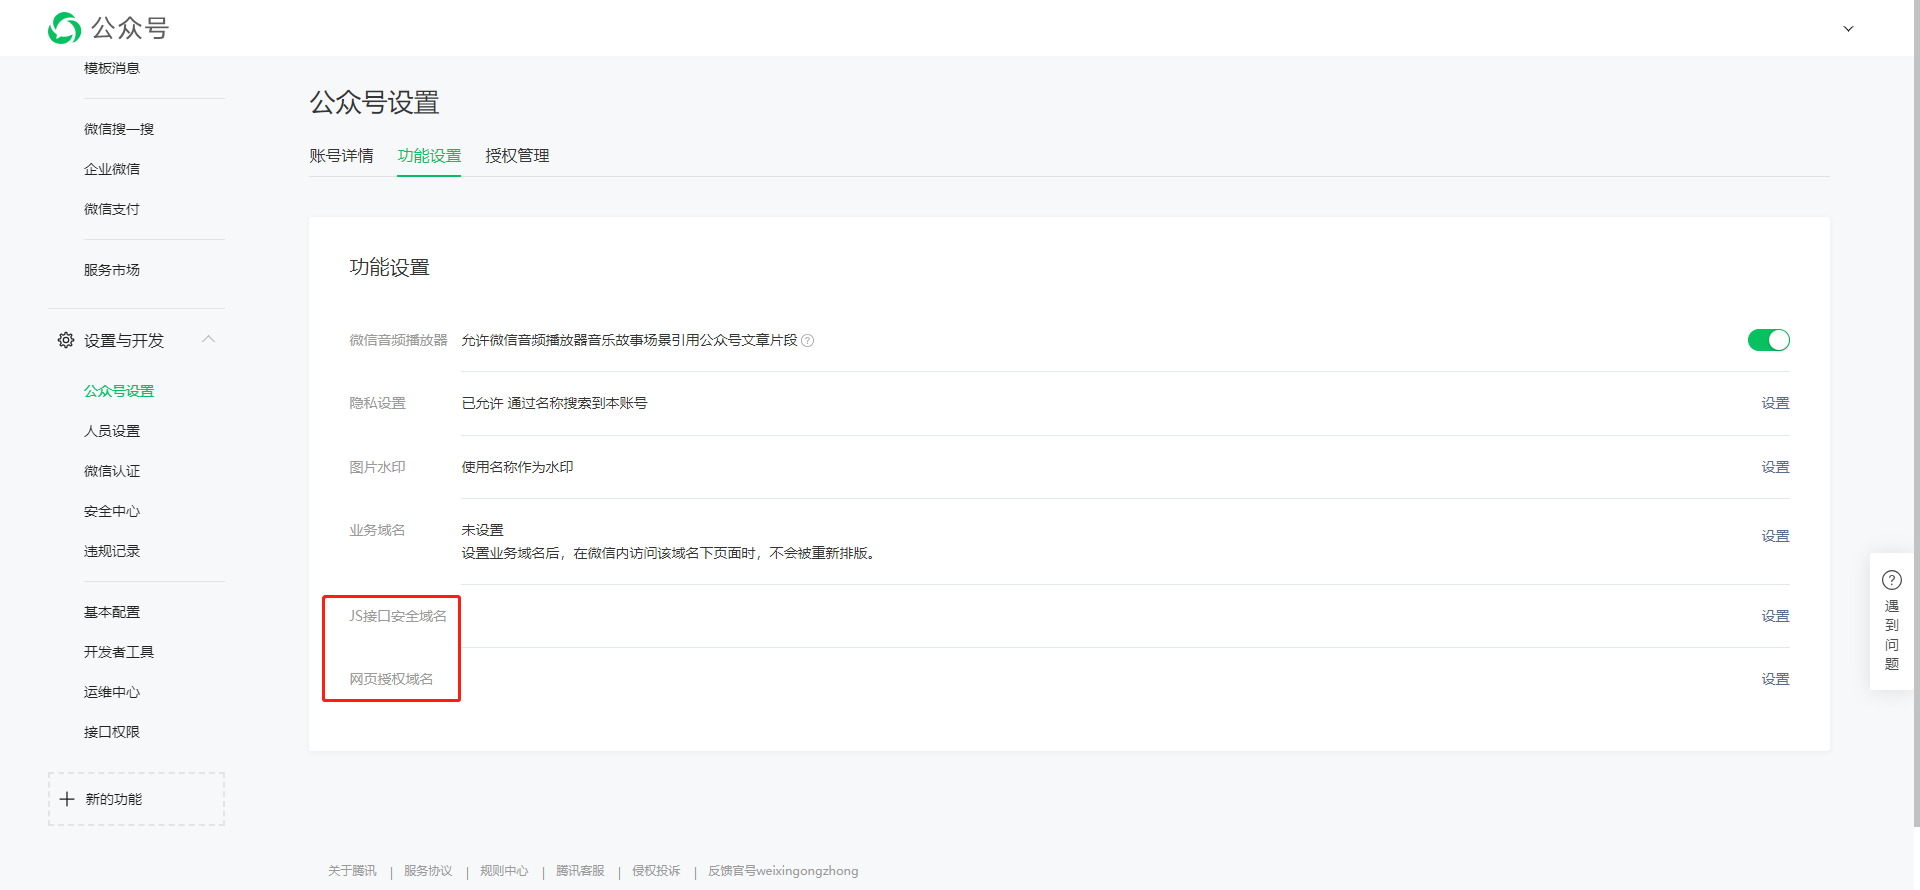 公众号
模板消息
微信搜一搜
企业微信
微信支付
服务市场
设置与开发
公众号设置
人员设置
微信认证
安全中心
违规记录
基本配置
开发者工具
运维中心
接口权限
新的功能
公众号设置
账号详情 功能设置 授权管理
功能设置
微信音频播放器 允许微信音频播放器音乐故事场景引用公众号文章片段 ?
隐私设置 已允许 通过名称搜索到本账号 设置
图片水印 使用名称作为水印 设置
业务域名 未设置 设置
设置业务域名后，在微信内访问该域名下页面时，不会被重新排版。
JS接口安全域名 设置
网页授权域名 设置
?
遇
到
问
题
关于腾讯 | 服务协议 | 规则中心 | 腾讯客服 | 侵权投诉 | 反馈官号weixingongzhong